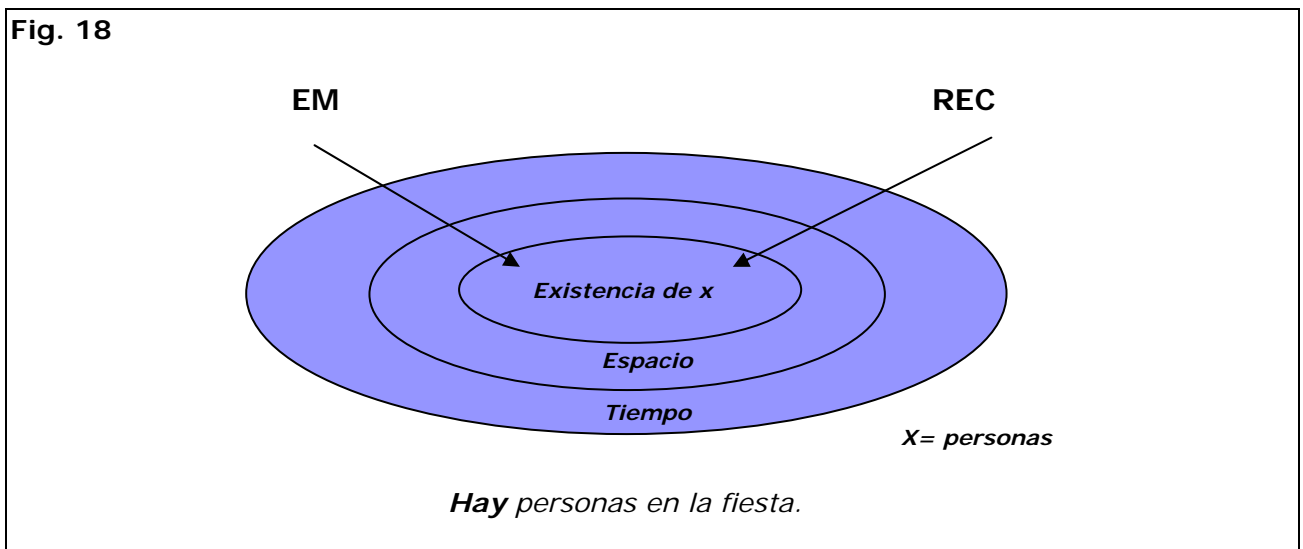 Fig. 18
EM REC
Existencia de x
Espacio
Tiempo
X= personas
Hay personas en la fiesta.